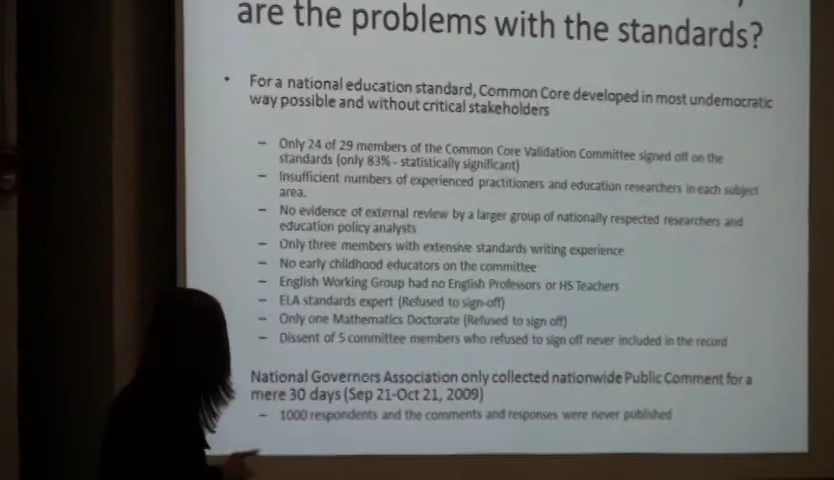 are the problems with the standards?
• For a national education standard, Common Core developed in most undemocratic
way possible and without critical stakeholders
– Only 24 of 29 members of the Common Core Validation Committee signed off on the
standards (only 83% - statistically significant)
– Insufficient numbers of experienced practitioners and education researchers in each subject
area.
– No evidence of external review by a larger group of nationally respected researchers and
education policy analysts
– Only three members with extensive standards writing experience
– No early childhood educators on the committee
– English Working Group had no English Professors or HS Teachers
– ELA standards expert (Refused to sign-off)
– Only one Mathematics Doctorate (Refused to sign off)
– Dissent of 5 committee members who refused to sign off never included in the record
National Governors Association only collected nationwide Public Comment for a
mere 30 days (Sep 21-Oct 21, 2009)
– 1000 respondents and the comments and responses were never published